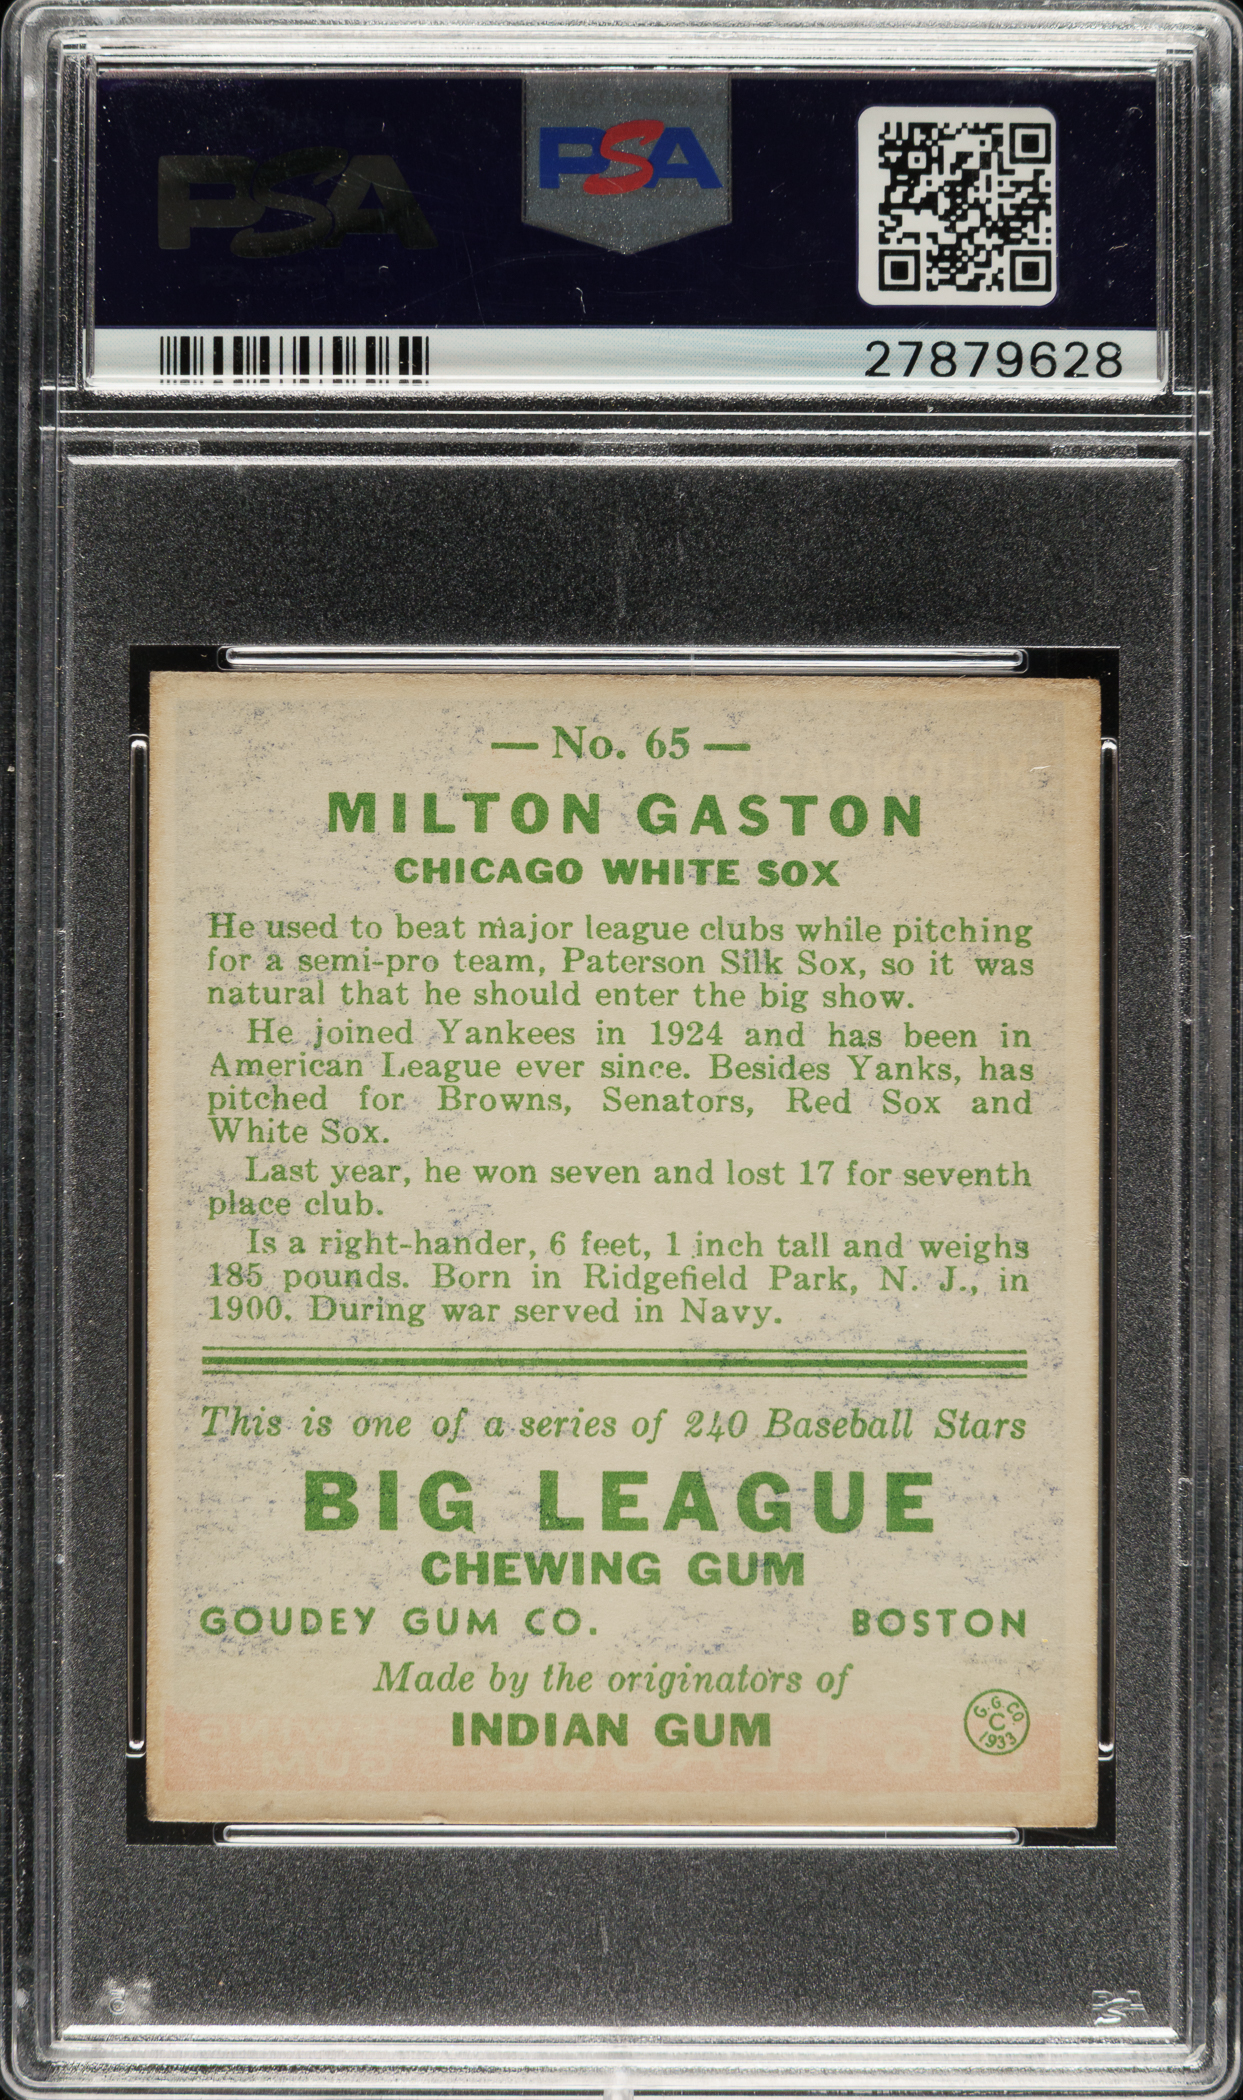 PSA
PSA
27879628
— No. 65 —
MILTON GASTON
CHICAGO WHITE SOX
He used to beat major league clubs while pitching
for a semi-pro team, Paterson Silk Sox, so it was
natural that he should enter the big show.
He joined Yankees in 1924 and has been in
American League ever since. Besides Yanks, has
pitched for Browns, Senators, Red Sox and
White Sox.
Last year, he won seven and lost 17 for seventh
place club.
Is a right-hander, 6 feet, 1 inch tall and weighs
185 pounds. Born in Ridgefield Park, N. J., in
1900. During war served in Navy.
This is one of a series of 240 Baseball Stars
BIG LEAGUE
CHEWING GUM
GOUDEY GUM CO. BOSTON
Made by the originators of
INDIAN GUM
G.G.CO.
C
1933
PSA